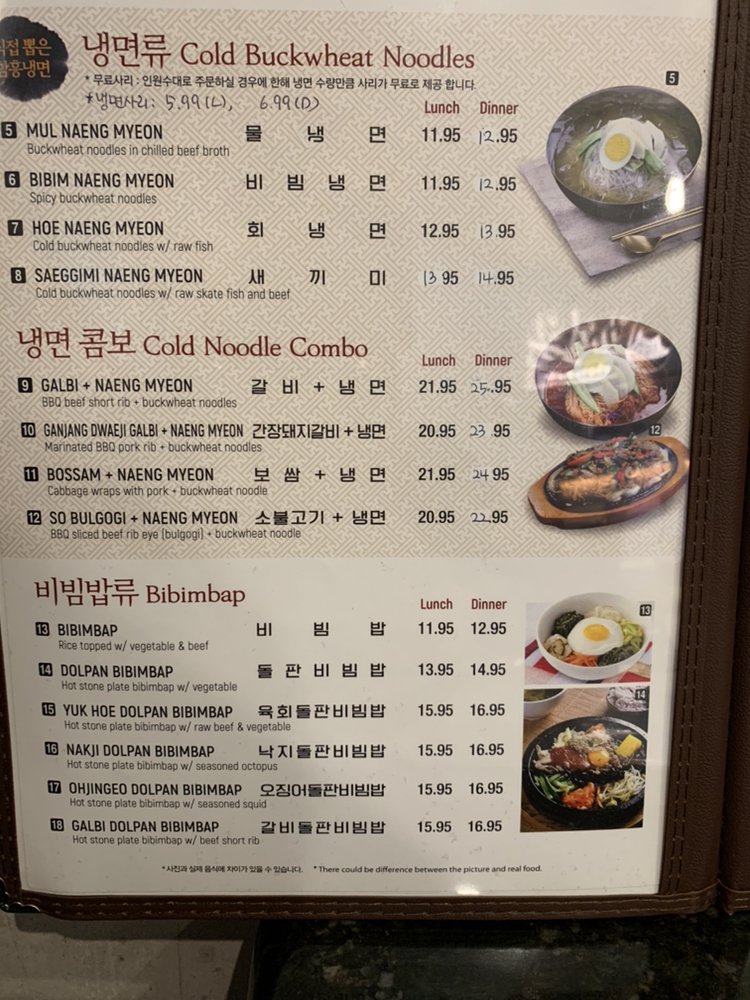 직접 뽑은
함흥냉면
냉면류 Cold Buckwheat Noodles
* 무료사리 : 인원수대로 주문하실 경우에 한해 냉면 수량만큼 사리가 무료로 제공 합니다.
*냉면사리: 5.99(L), 6.99(D)
Lunch Dinner
5
5 MUL NAENG MYEON 물 냉 면 11.95 12.95
Buckwheat noodles in chilled beef broth
6 BIBIM NAENG MYEON 비 빔 냉 면 11.95 12.95
Spicy buckwheat noodles
7 HOE NAENG MYEON 회 냉 면 12.95 13.95
Cold buckwheat noodles w/ raw fish
8 SAEGGIMI NAENG MYEON 새 끼 미 13 95 14.95
Cold buckwheat noodles w/ raw skate fish and beef
냉면 콤보 Cold Noodle Combo
Lunch Dinner
9 GALBI + NAENG MYEON 갈 비 + 냉 면 21.95 25.95
BBQ beef short rib + buckwheat noodles
10 GANJANG DWAEJI GALBI + NAENG MYEON 간장돼지갈비 + 냉면 20.95 23 95
Marinated BBQ pork rib + buckwheat noodles
12
11 BOSSAM + NAENG MYEON 보 쌈 + 냉 면 21.95 24 95
Cabbage wraps with pork + buckwheat noodle
12 SO BULGOGI + NAENG MYEON 소불고기 + 냉면 20.95 22.95
BBQ sliced beef rib eye (bulgogi) + buckwheat noodle
비빔밥류 Bibimbap
Lunch Dinner
13
13 BIBIMBAP 비 빔 밥 11.95 12.95
Rice topped w/ vegetable & beef
14 DOLPAN BIBIMBAP 돌 판 비 빔 밥 13.95 14.95
Hot stone plate bibimbap w/ vegetable
14
15 YUK HOE DOLPAN BIBIMBAP 육회돌판비빔밥 15.95 16.95
Hot stone plate bibimbap w/ raw beef & vegetable
16 NAKJI DOLPAN BIBIMBAP 낙지돌판비빔밥 15.95 16.95
Hot stone plate bibimbap w/ seasoned octopus
17 OHJINGEO DOLPAN BIBIMBAP 오징어돌판비빔밥 15.95 16.95
Hot stone plate bibimbap w/ seasoned squid
18 GALBI DOLPAN BIBIMBAP 갈비돌판비빔밥 15.95 16.95
Hot stone plate bibimbap w/ beef short rib
*사진과 실제 음식에 차이가 있을 수 있습니다. *There could be difference between the picture and real food.